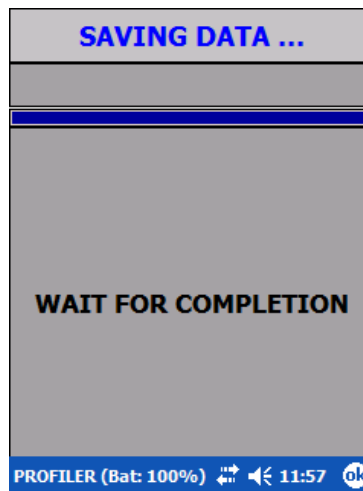 SAVING DATA ...
WAIT FOR COMPLETION
PROFILER (Bat: 100%) 11:57 ok